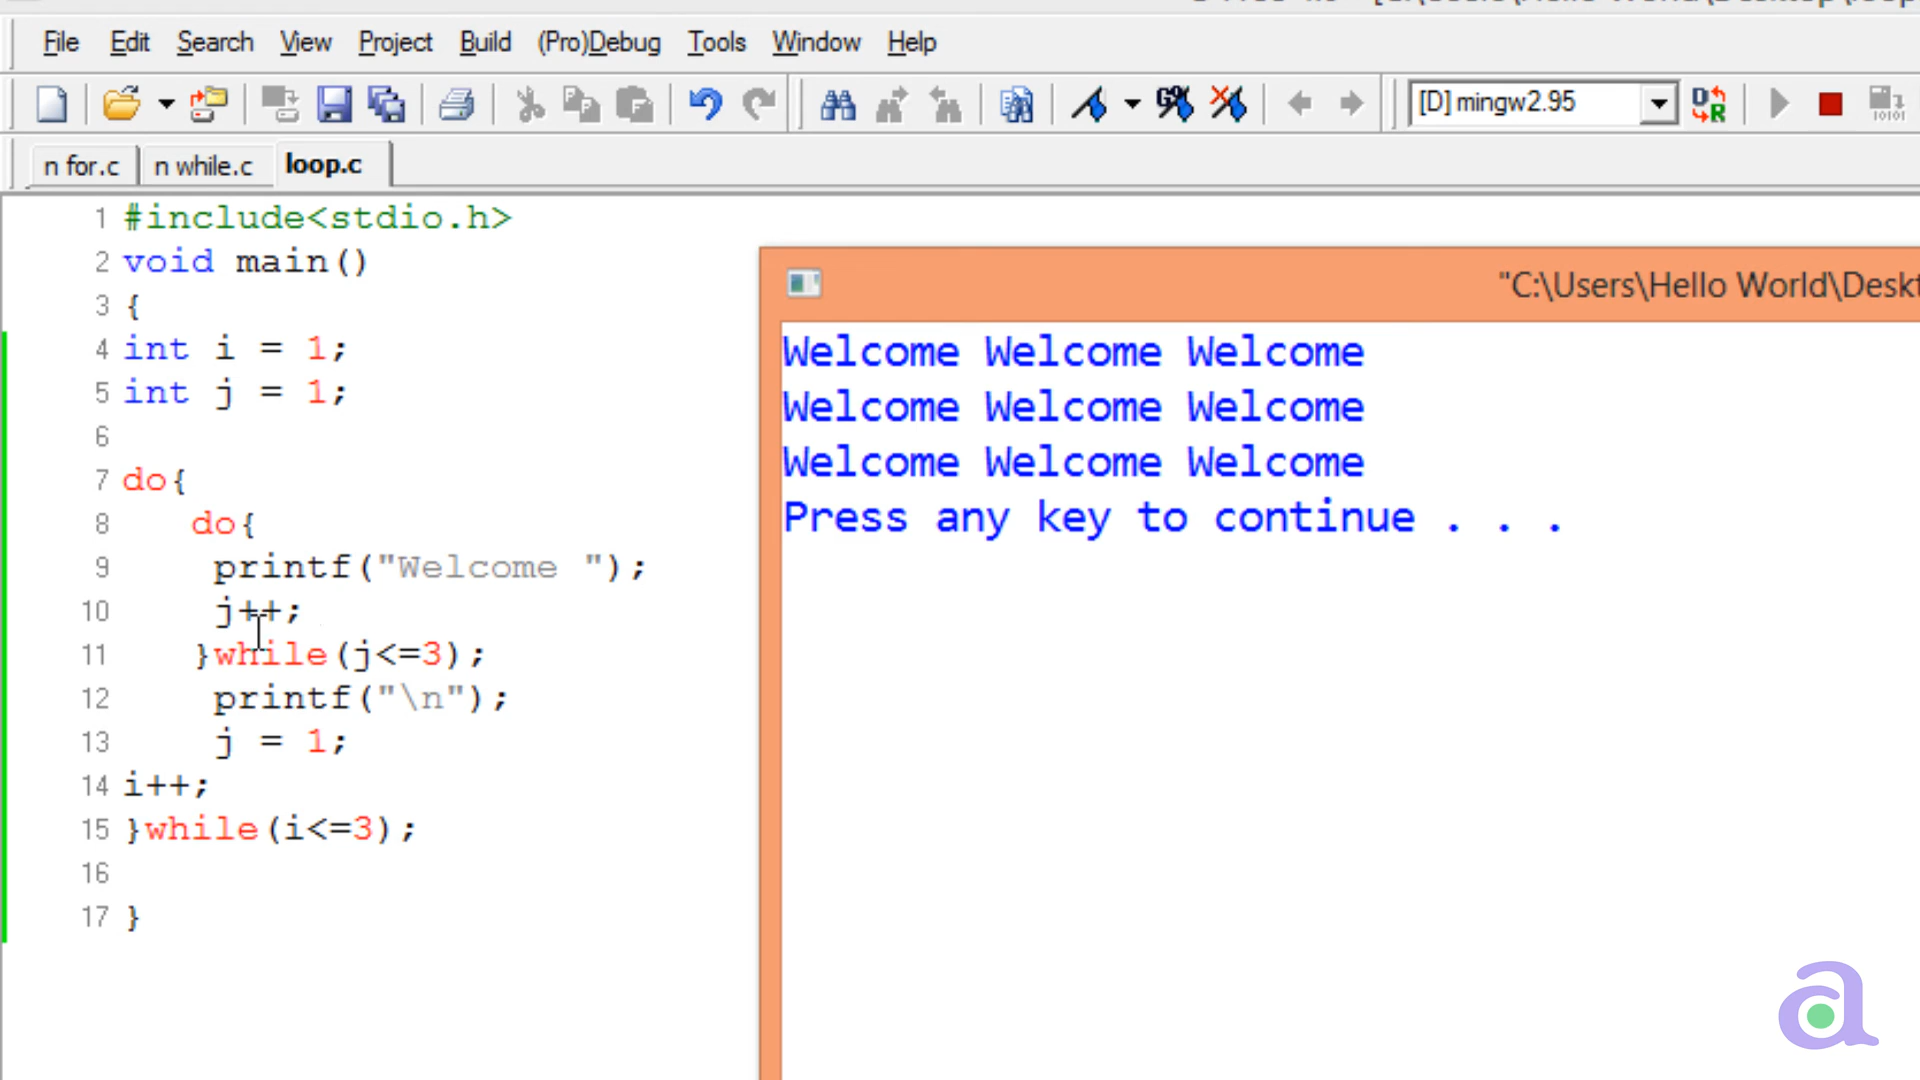 File Edit Search View Project Build (Pro)Debug Tools Window Help
[D] mingw2.95
n for.c n while.c loop.c
1 #include<stdio.h>
2 void main()
3 {
4 int i = 1;
5 int j = 1;
6
7 do{
8 do{
9 printf("Welcome ");
10 j++;
11 }while(j<=3);
12 printf("\n");
13 j = 1;
14 i++;
15 }while(i<=3);
16
17 }
"C:\Users\Hello World\Deskt
Welcome Welcome Welcome
Welcome Welcome Welcome
Welcome Welcome Welcome
Press any key to continue . . .
a